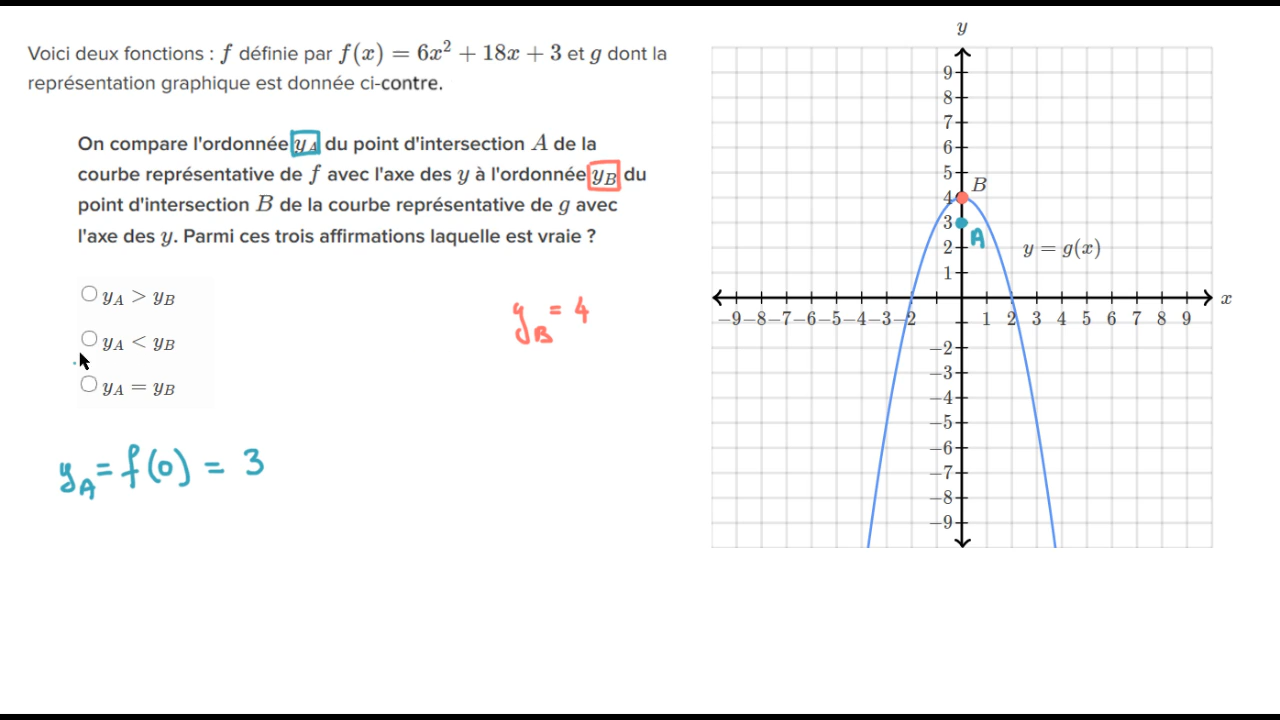 Voici deux fonctions : f définie par f(x) = 6x² + 18x + 3 et g dont la
représentation graphique est donnée ci-contre.
On compare l'ordonnée y_A du point d'intersection A de la
courbe représentative de f avec l'axe des y à l'ordonnée y_B du
point d'intersection B de la courbe représentative de g avec
l'axe des y. Parmi ces trois affirmations laquelle est vraie ?
y_A > y_B
y_A < y_B
y_A = y_B
y_B = 4
y_A = f(0) = 3
y
9
8
7
6
5
4
3
2
1
B
A
y = g(x)
x
−9 −8 −7 −6 −5 −4 −3 −2 1 2 3 4 5 6 7 8 9
−2
−3
−4
−5
−6
−7
−8
−9